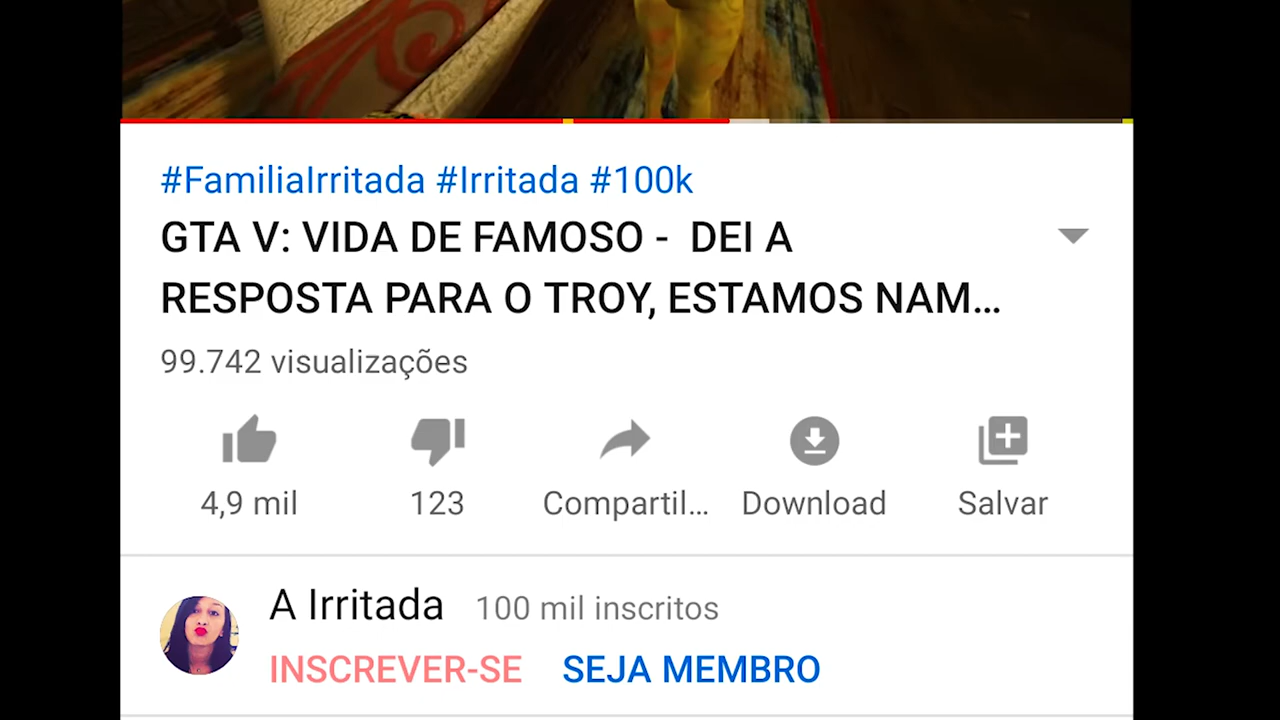 #FamiliaIrritada #Irritada #100k
GTA V: VIDA DE FAMOSO - DEI A
RESPOSTA PARA O TROY, ESTAMOS NAM...
99.742 visualizações
4,9 mil 123 Compartil... Download Salvar
A Irritada 100 mil inscritos
INSCREVER-SE SEJA MEMBRO